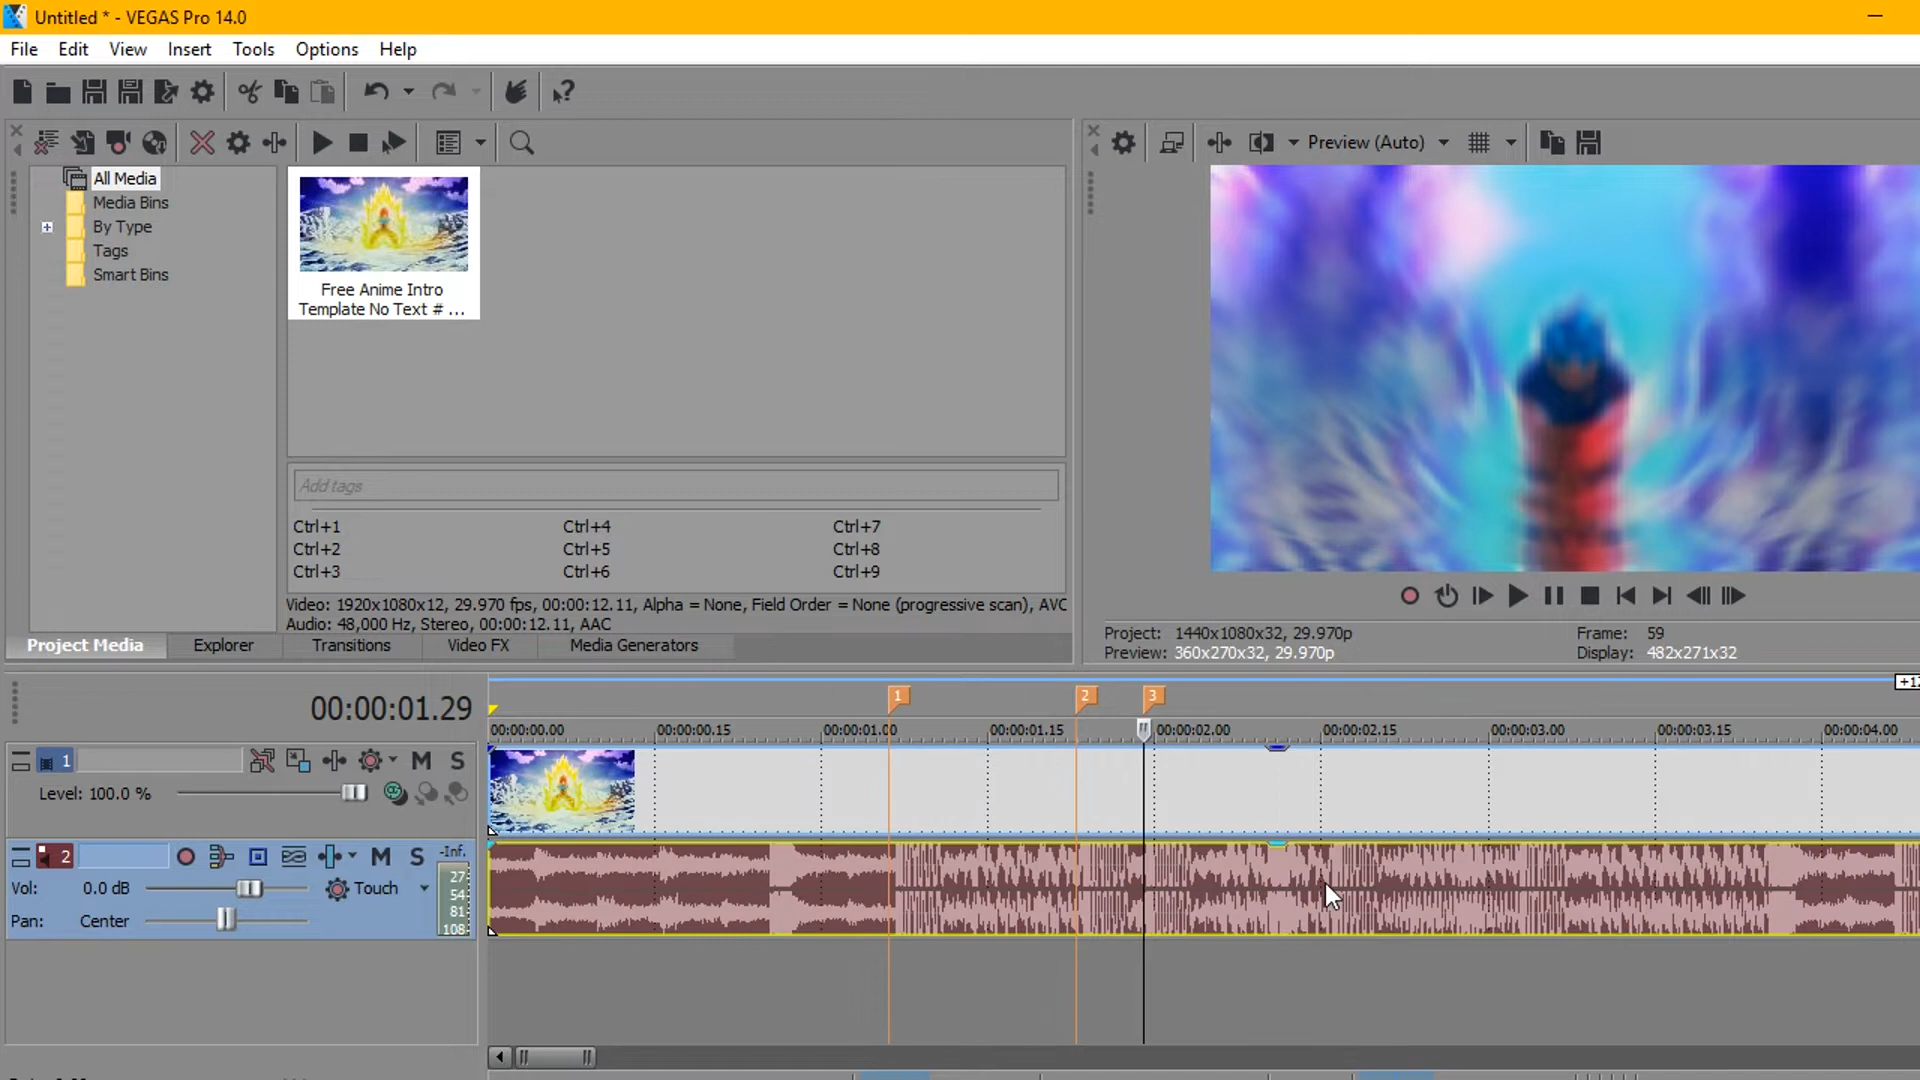 Untitled * - VEGAS Pro 14.0
File Edit View Insert Tools Options Help
Preview (Auto)
All Media
Media Bins
By Type
Tags
Smart Bins
Free Anime Intro
Template No Text # ...
Add tags
Ctrl+1 Ctrl+4 Ctrl+7
Ctrl+2 Ctrl+5 Ctrl+8
Ctrl+3 Ctrl+6 Ctrl+9
Video: 1920x1080x12, 29.970 fps, 00:00:12.11, Alpha = None, Field Order = None (progressive scan), AVC
Audio: 48,000 Hz, Stereo, 00:00:12.11, AAC
Project Media Explorer Transitions Video FX Media Generators
Project: 1440x1080x32, 29.970p Frame: 59
Preview: 360x270x32, 29.970p Display: 482x271x32
00:00:01.29
1 2 3
00:00:00.00 00:00:00.15 00:00:01.00 00:00:01.15 00:00:02.00 00:00:02.15 00:00:03.00 00:00:03.15 00:00:04.00
1 M S
Level: 100.0 %
2 M S -Inf.
Vol: 0.0 dB Touch
Pan: Center
27
54
81
108